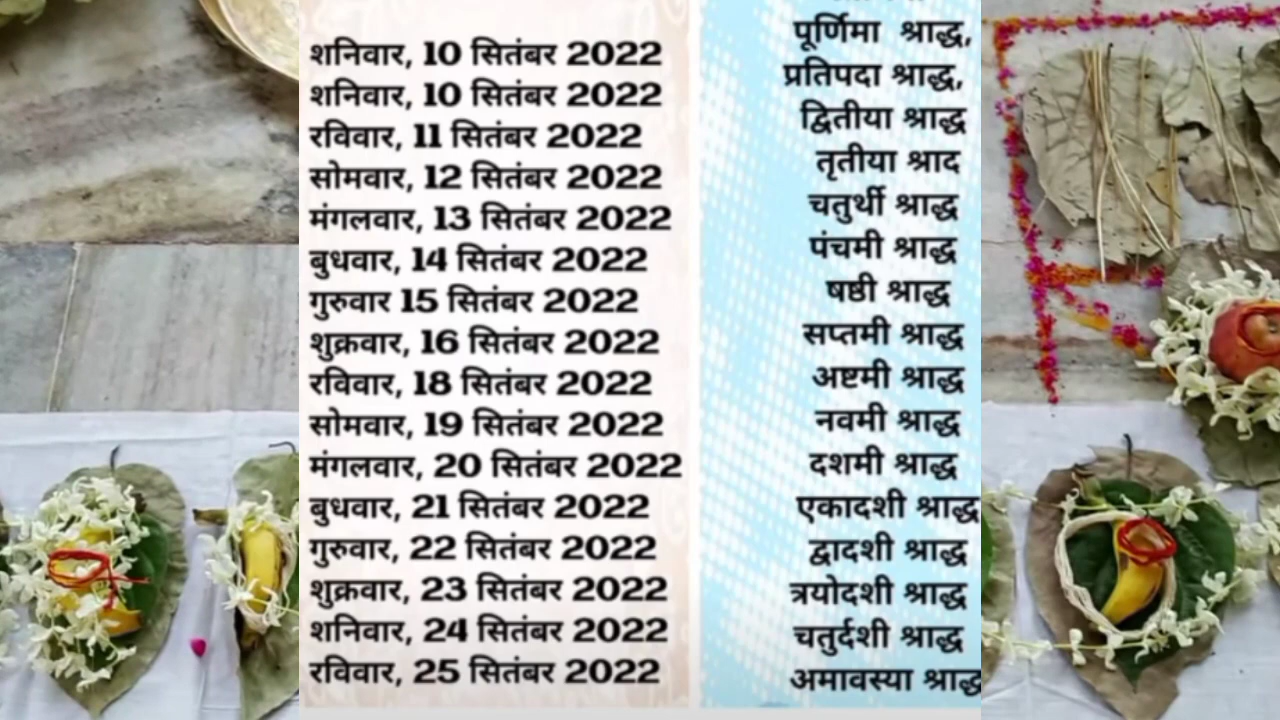 शनिवार, 10 सितंबर 2022
शनिवार, 10 सितंबर 2022
रविवार, 11 सितंबर 2022
सोमवार, 12 सितंबर 2022
मंगलवार, 13 सितंबर 2022
बुधवार, 14 सितंबर 2022
गुरुवार 15 सितंबर 2022
शुक्रवार, 16 सितंबर 2022
रविवार, 18 सितंबर 2022
सोमवार, 19 सितंबर 2022
मंगलवार, 20 सितंबर 2022
बुधवार, 21 सितंबर 2022
गुरुवार, 22 सितंबर 2022
शुक्रवार, 23 सितंबर 2022
शनिवार, 24 सितंबर 2022
रविवार, 25 सितंबर 2022
पूर्णिमा श्राद्ध,
प्रतिपदा श्राद्ध,
द्वितीया श्राद्ध
तृतीया श्राद
चतुर्थी श्राद्ध
पंचमी श्राद्ध
षष्ठी श्राद्ध
सप्तमी श्राद्ध
अष्टमी श्राद्ध
नवमी श्राद्ध
दशमी श्राद्ध
एकादशी श्राद्ध
द्वादशी श्राद्ध
त्रयोदशी श्राद्ध
चतुर्दशी श्राद्ध
अमावस्या श्राद्ध